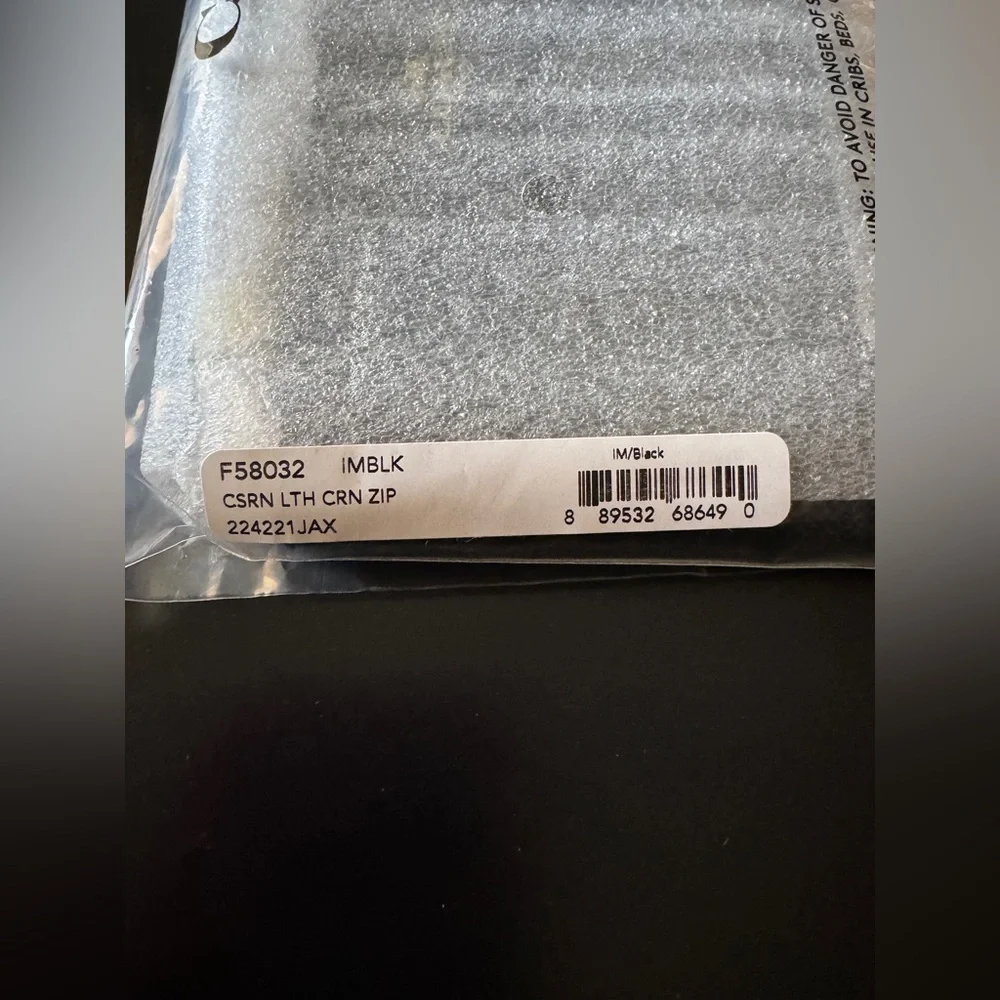 TO AVOID DANGER OF
USE IN CRIBS, BEDS,
F58032 IMBLK
CSRN LTH CRN ZIP
224221JAX
IM/Black
8 89532 68649 0